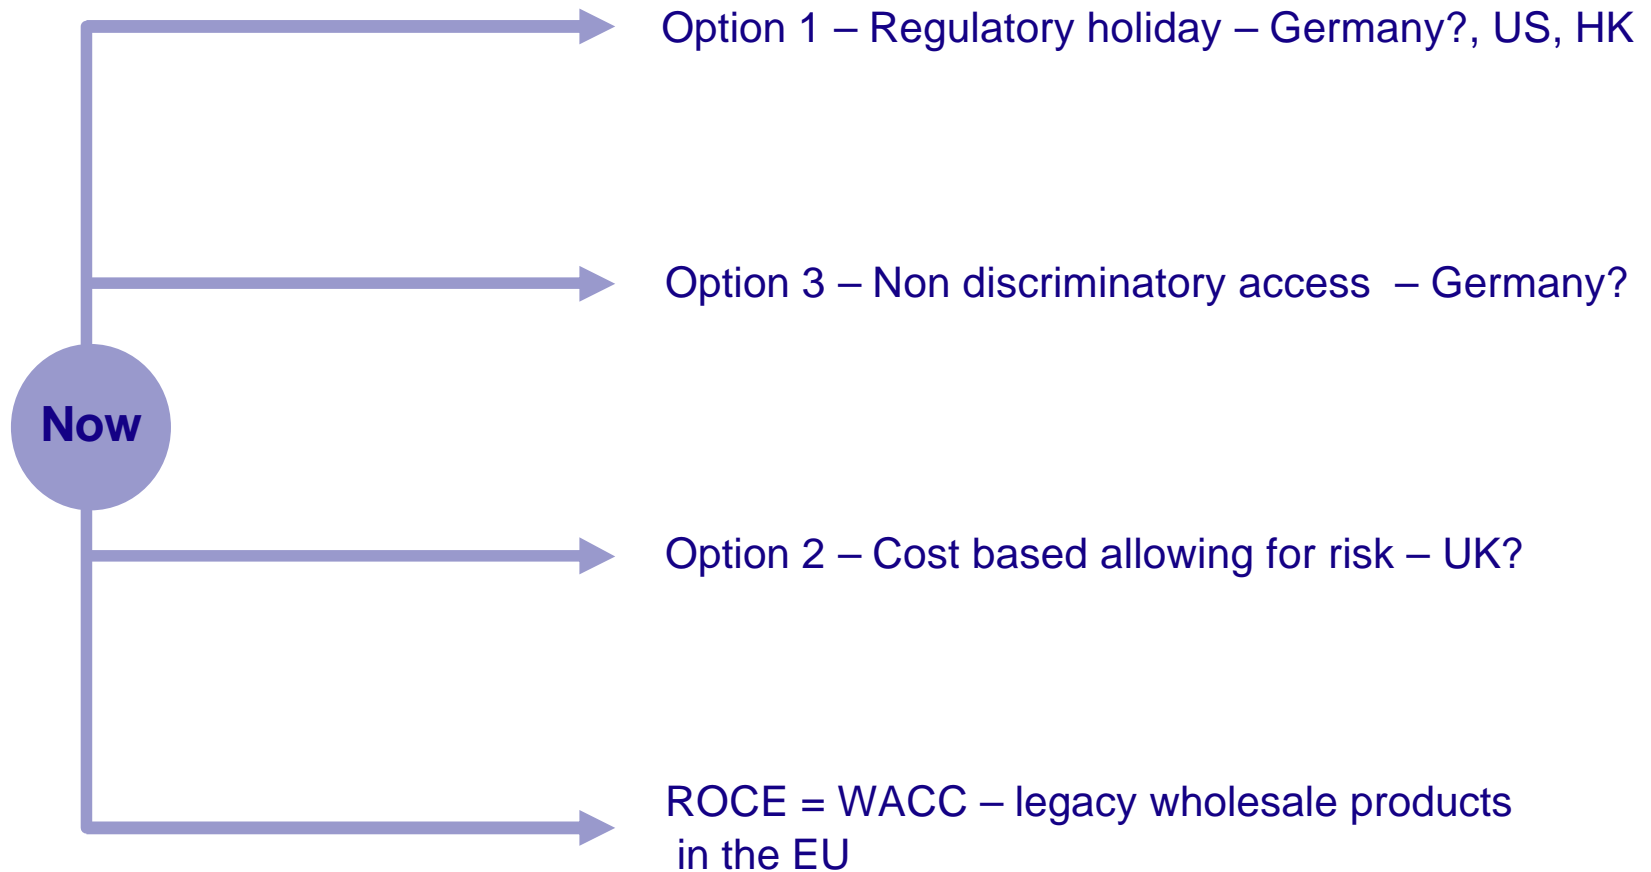 Option 1 – Regulatory holiday – Germany?, US, HK
Option 3 – Non discriminatory access – Germany?
Now
Option 2 – Cost based allowing for risk – UK?
ROCE = WACC – legacy wholesale products
in the EU